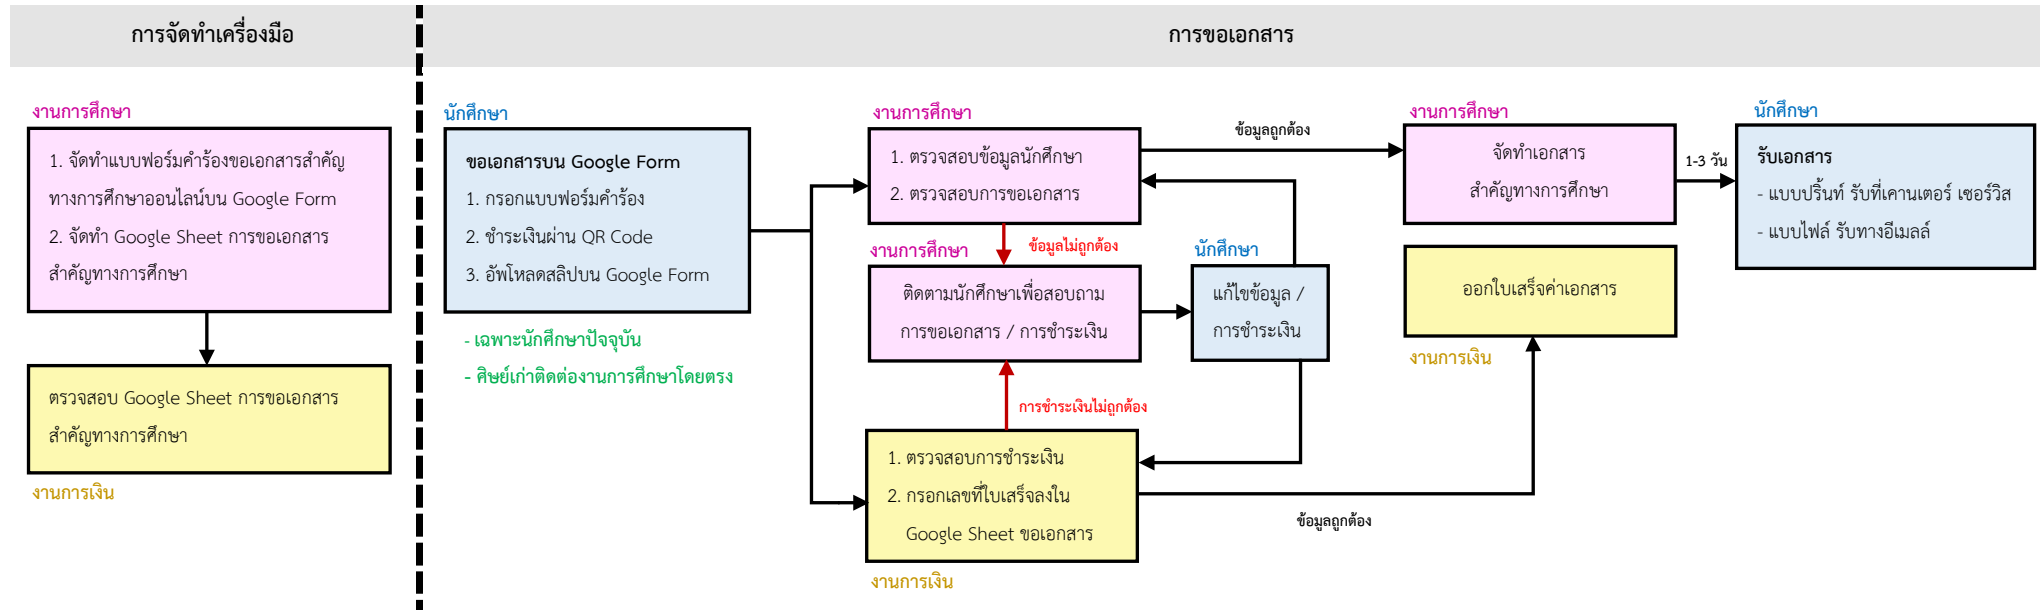 การจัดทำเครื่องมือ
การขอเอกสาร
งานการศึกษา
1. จัดทำแบบฟอร์มคำร้องขอเอกสารสำคัญ
ทางการศึกษาออนไลน์บน Google Form
2. จัดทำ Google Sheet การขอเอกสาร
สำคัญทางการศึกษา
ตรวจสอบ Google Sheet การขอเอกสาร
สำคัญทางการศึกษา
งานการเงิน
นักศึกษา
ขอเอกสารบน Google Form
1. กรอกแบบฟอร์มคำร้อง
2. ชำระเงินผ่าน QR Code
3. อัพโหลดสลิปบน Google Form
- เฉพาะนักศึกษาปัจจุบัน
- ศิษย์เก่าติดต่องานการศึกษาโดยตรง
งานการศึกษา
1. ตรวจสอบข้อมูลนักศึกษา
2. ตรวจสอบการขอเอกสาร
ข้อมูลถูกต้อง
ข้อมูลไม่ถูกต้อง
งานการศึกษา
ติดตามนักศึกษาเพื่อสอบถาม
การขอเอกสาร / การชำระเงิน
นักศึกษา
แก้ไขข้อมูล /
การชำระเงิน
การชำระเงินไม่ถูกต้อง
1. ตรวจสอบการชำระเงิน
2. กรอกเลขที่ใบเสร็จลงใน
Google Sheet ขอเอกสาร
งานการเงิน
ข้อมูลถูกต้อง
งานการศึกษา
จัดทำเอกสาร
สำคัญทางการศึกษา
1-3 วัน
ออกใบเสร็จค่าเอกสาร
งานการเงิน
นักศึกษา
รับเอกสาร
- แบบปริ้นท์ รับที่เคานเตอร์ เซอร์วิส
- แบบไฟล์ รับทางอีเมลล์